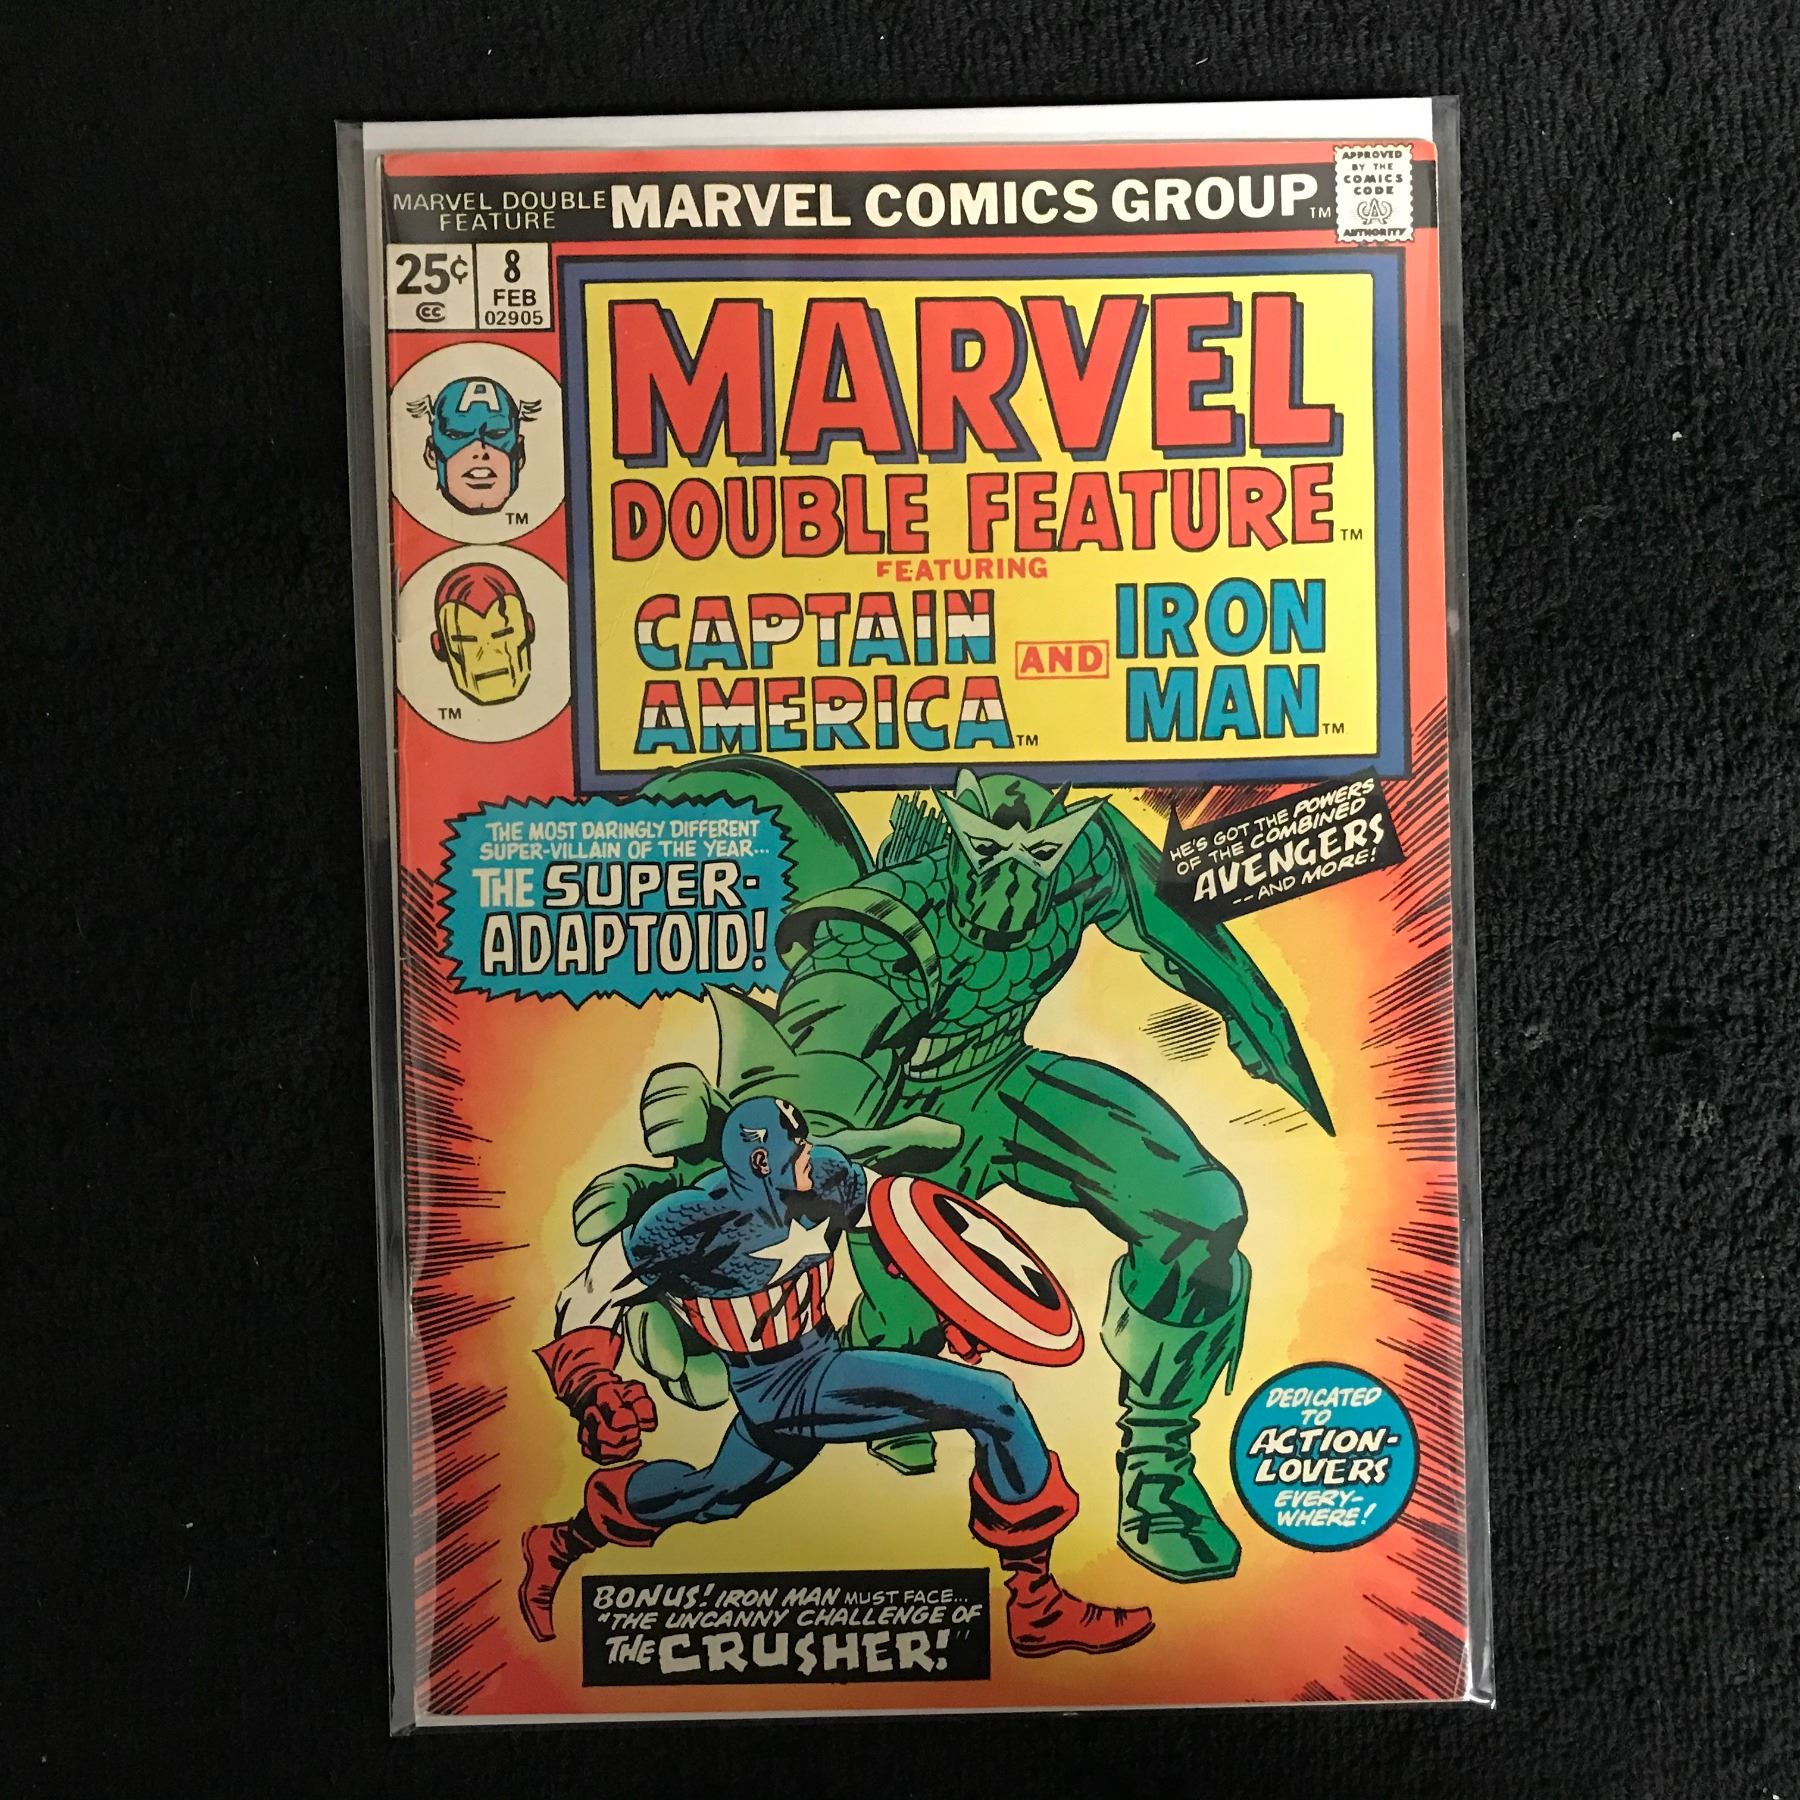 MARVEL DOUBLE
FEATURE
MARVEL COMICS GROUP TM
APPROVED
BY THE
COMICS
CODE
CA
AUTHORITY
25¢
CC
8
FEB
02905
A
TM
TM
MARVEL
DOUBLE FEATURE TM
FEATURING
CAPTAIN
AMERICA TM
AND
IRON
MAN TM
THE MOST DARINGLY DIFFERENT
SUPER-VILLAIN OF THE YEAR...
THE SUPER-
ADAPTOID!
HE'S GOT THE POWERS
OF THE COMBINED
AVENGERS
--AND MORE!
DEDICATED
TO
ACTION-
LOVERS
EVERY-
WHERE!
BONUS! IRON MAN MUST FACE...
"THE UNCANNY CHALLENGE OF
THE CRUSHER!"